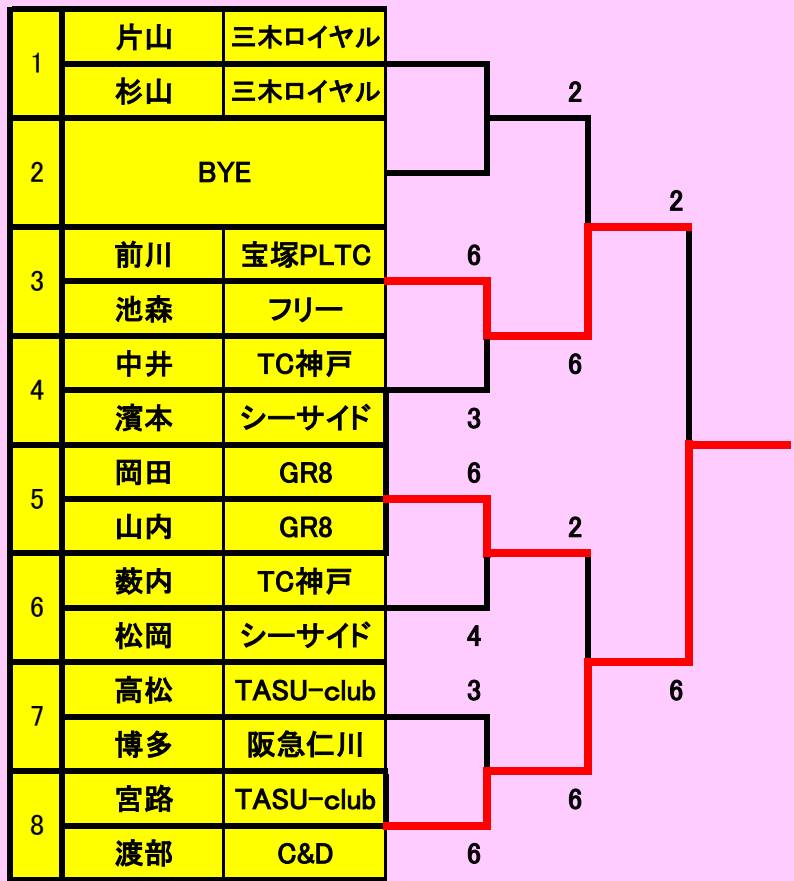 1
片山 三木ロイヤル
杉山 三木ロイヤル
2
2
BYE
2
3
前川 宝塚PLTC 6
池森 フリー
6
4
中井 TC神戸
濱本 シーサイド 3
5
岡田 GR8 6
山内 GR8 2
6
薮内 TC神戸
松岡 シーサイド 4
7
高松 TASU-club 3 6
博多 阪急仁川
8
宮路 TASU-club 6
渡部 C&D 6